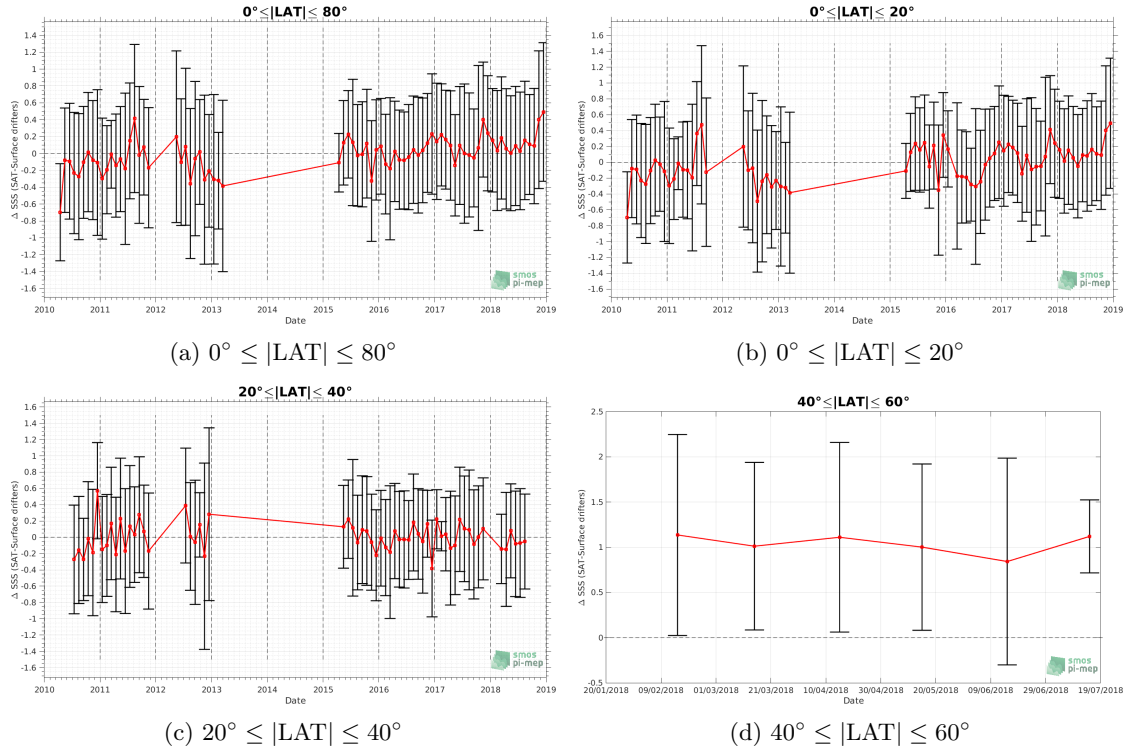 0°≤|LAT|≤ 80°
Δ SSS (SAT-Surface drifters)
1.6
1.4
1.2
1
0.8
0.6
0.4
0.2
0
-0.2
-0.4
-0.6
-0.8
-1
-1.2
-1.4
-1.6
2010 2011 2012 2013 2014 2015 2016 2017 2018 2019
Date
smos
pi-mep
(a) 0° ≤ |LAT| ≤ 80°
0°≤|LAT|≤ 20°
Δ SSS (SAT-Surface drifters)
1.6
1.4
1.2
1
0.8
0.6
0.4
0.2
0
-0.2
-0.4
-0.6
-0.8
-1
-1.2
-1.4
-1.6
2010 2011 2012 2013 2014 2015 2016 2017 2018 2019
Date
smos
pi-mep
(b) 0° ≤ |LAT| ≤ 20°
20°≤|LAT|≤ 40°
Δ SSS (SAT-Surface drifters)
1.6
1.4
1.2
1
0.8
0.6
0.4
0.2
0
-0.2
-0.4
-0.6
-0.8
-1
-1.2
-1.4
-1.6
2010 2011 2012 2013 2014 2015 2016 2017 2018 2019
Date
smos
pi-mep
(c) 20° ≤ |LAT| ≤ 40°
40°≤|LAT|≤ 60°
Δ SSS (SAT-Surface drifters)
2.5
2
1.5
1
0.5
0
-0.5
20/01/2018 09/02/2018 01/03/2018 21/03/2018 10/04/2018 30/04/2018 20/05/2018 09/06/2018 29/06/2018 19/07/2018
Date
smos
pi-mep
(d) 40° ≤ |LAT| ≤ 60°